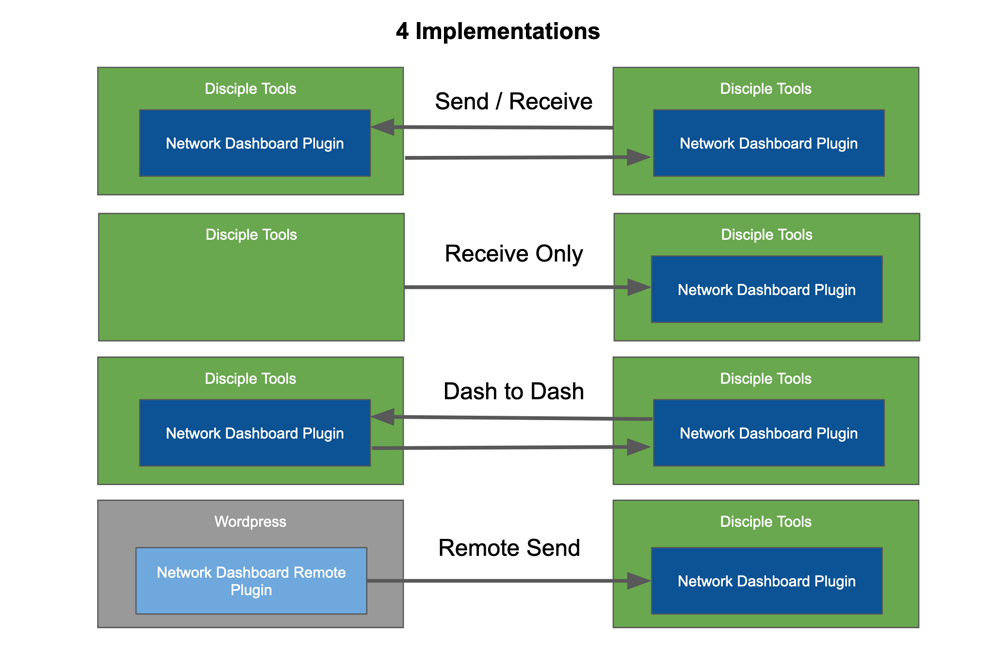 4 Implementations
Disciple Tools
Network Dashboard Plugin
Send / Receive
Disciple Tools
Network Dashboard Plugin
Disciple Tools
Receive Only
Disciple Tools
Network Dashboard Plugin
Disciple Tools
Network Dashboard Plugin
Dash to Dash
Disciple Tools
Network Dashboard Plugin
Wordpress
Network Dashboard Remote
Plugin
Remote Send
Disciple Tools
Network Dashboard Plugin